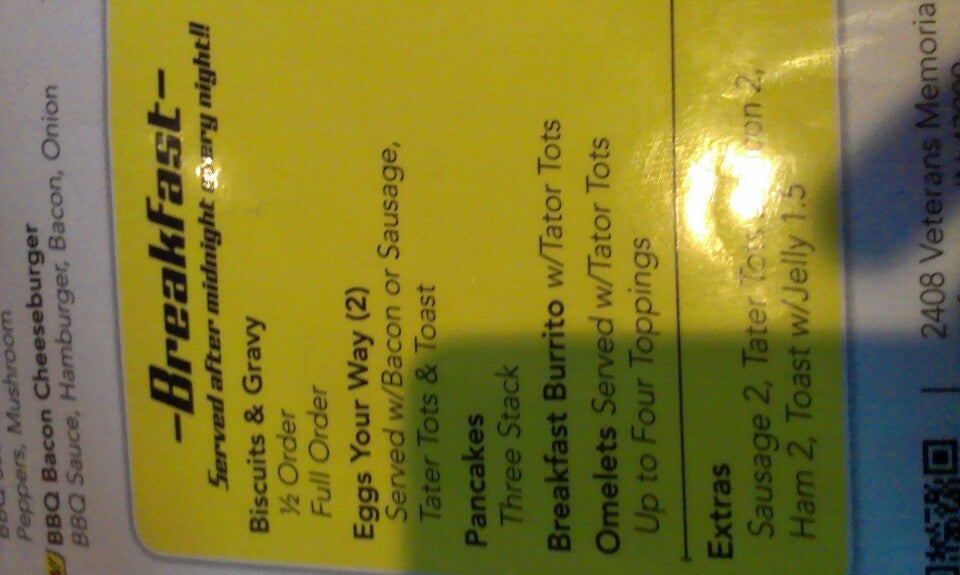 Peppers, Mushroom
BBQ Bacon Cheeseburger
BBQ Sauce, Hamburger, Bacon, Onion
-Breakfast-
Served after midnight every night!!
Biscuits & Gravy
½ Order
Full Order
Eggs Your Way (2)
Served w/Bacon or Sausage,
Tater Tots & Toast
Pancakes
Three Stack
Breakfast Burrito w/Tator Tots
Omelets Served w/Tator Tots
Up to Four Toppings
Extras
Sausage 2, Tater Tots 2,
Ham 2, Toast w/Jelly 1.5
2408 Veterans Memoria